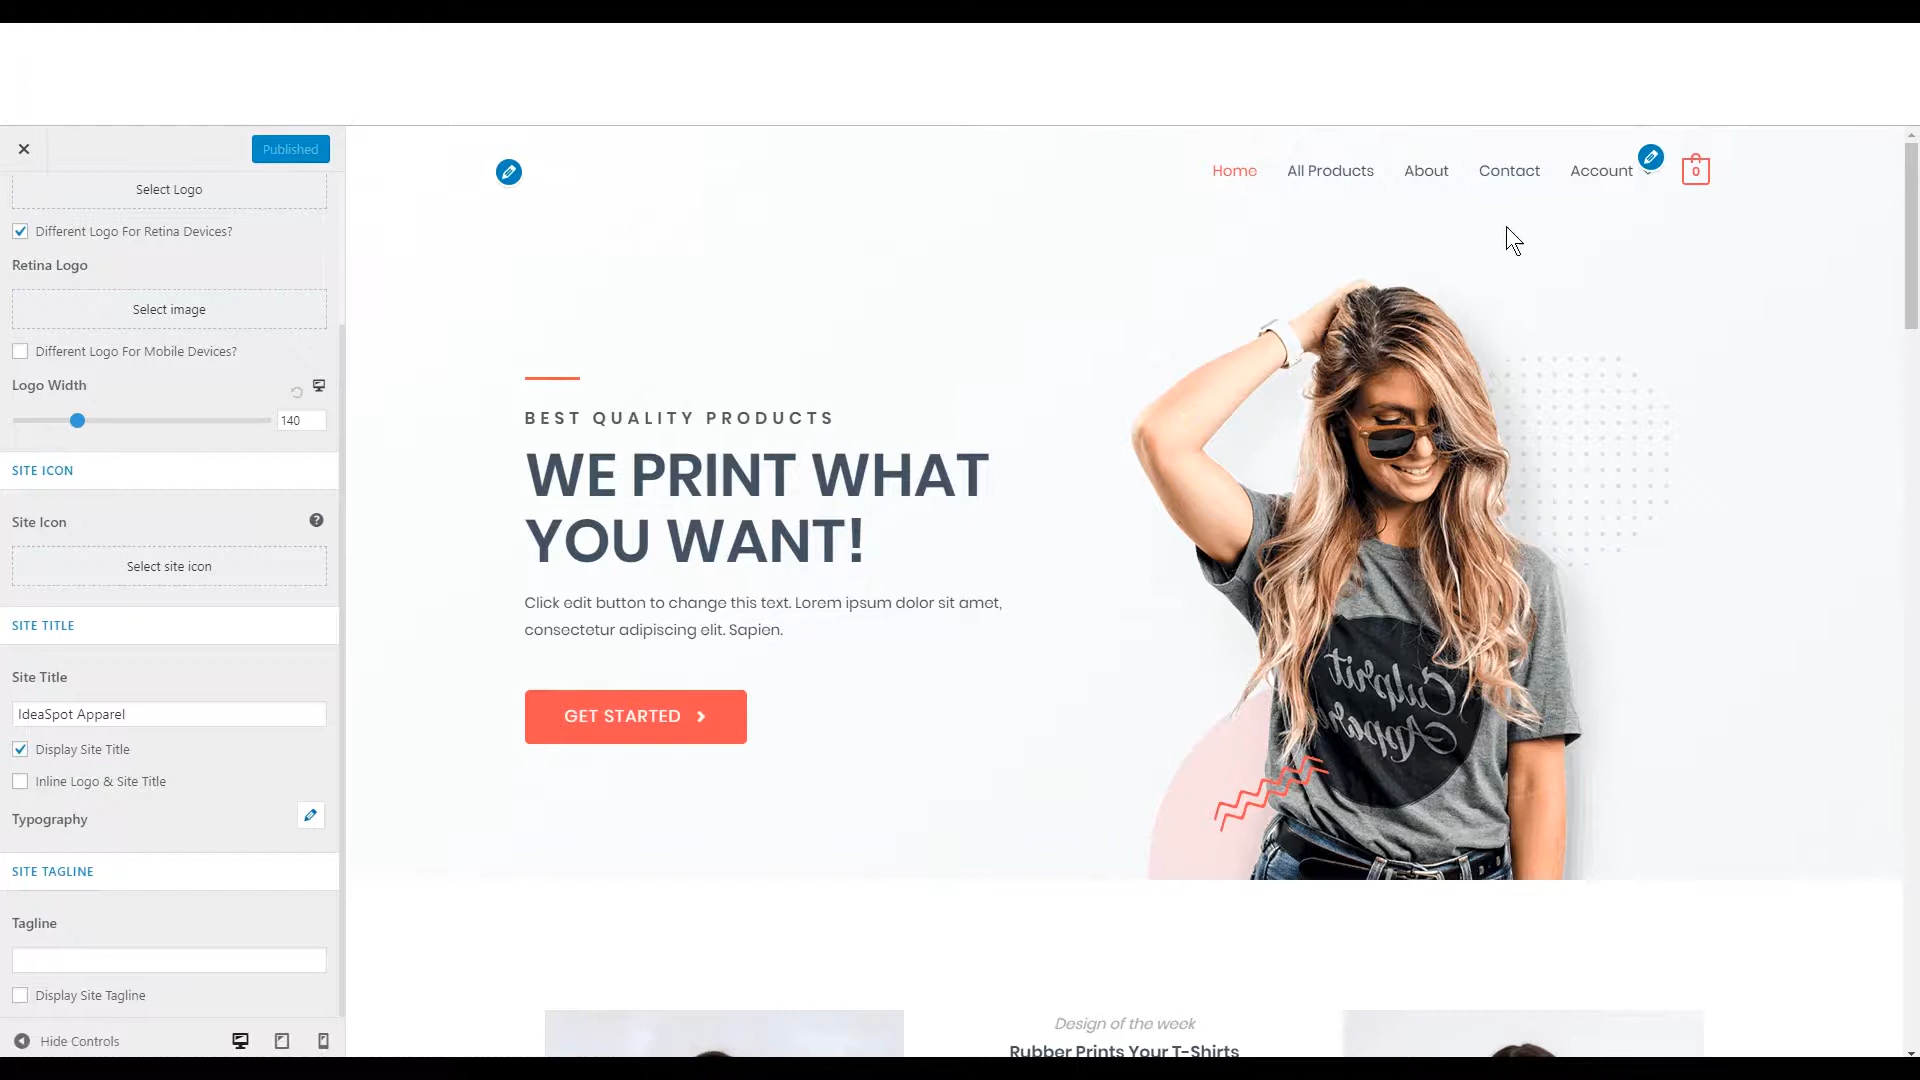 Published
Select Logo
Different Logo For Retina Devices?
Retina Logo
Select image
Different Logo For Mobile Devices?
Logo Width
140
SITE ICON
Site Icon
Select site icon
SITE TITLE
Site Title
IdeaSpot Apparel
Display Site Title
Inline Logo & Site Title
Typography
SITE TAGLINE
Tagline
Display Site Tagline
Hide Controls
Home All Products About Contact Account 0
BEST QUALITY PRODUCTS
WE PRINT WHAT
YOU WANT!
Click edit button to change this text. Lorem ipsum dolor sit amet,
consectetur adipiscing elit. Sapien.
GET STARTED
Culprit
Apparel
Design of the week
Rubber Prints Your T-Shirts